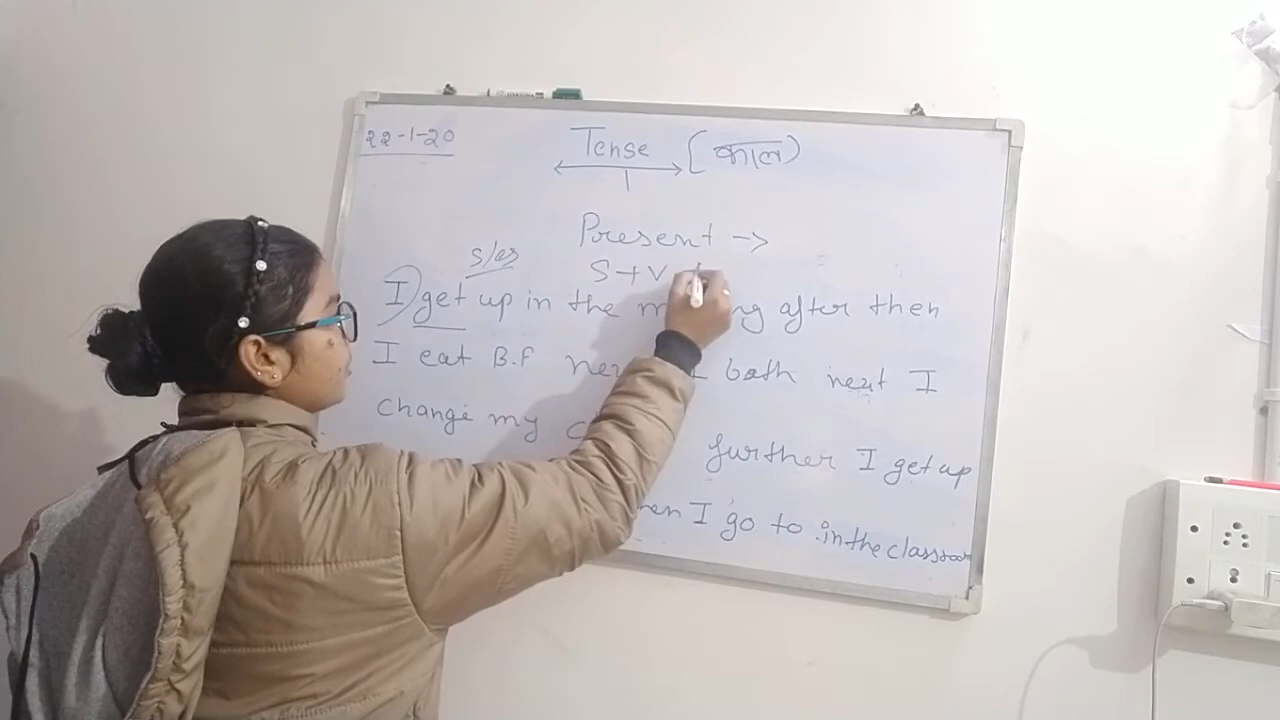 22-1-20
Tense (काल)
Present ->
s/es
S+V
I get up in the after then
I eat B.F I bath next I
change my
further I get up
I go to in the classroom